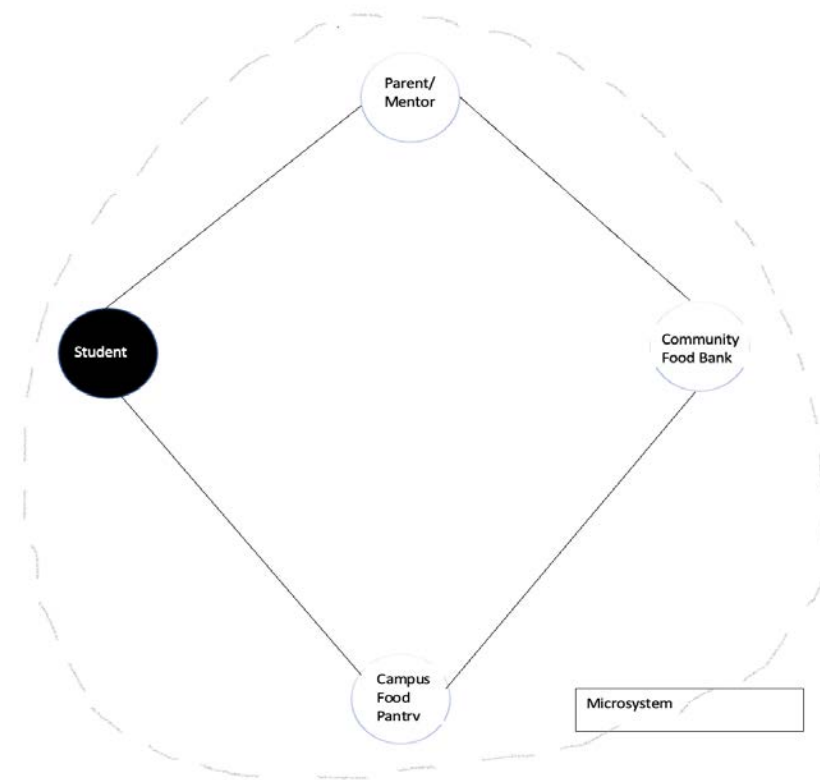 Parent/
Mentor
Student
Community
Food Bank
Campus
Food
Pantry
Microsystem